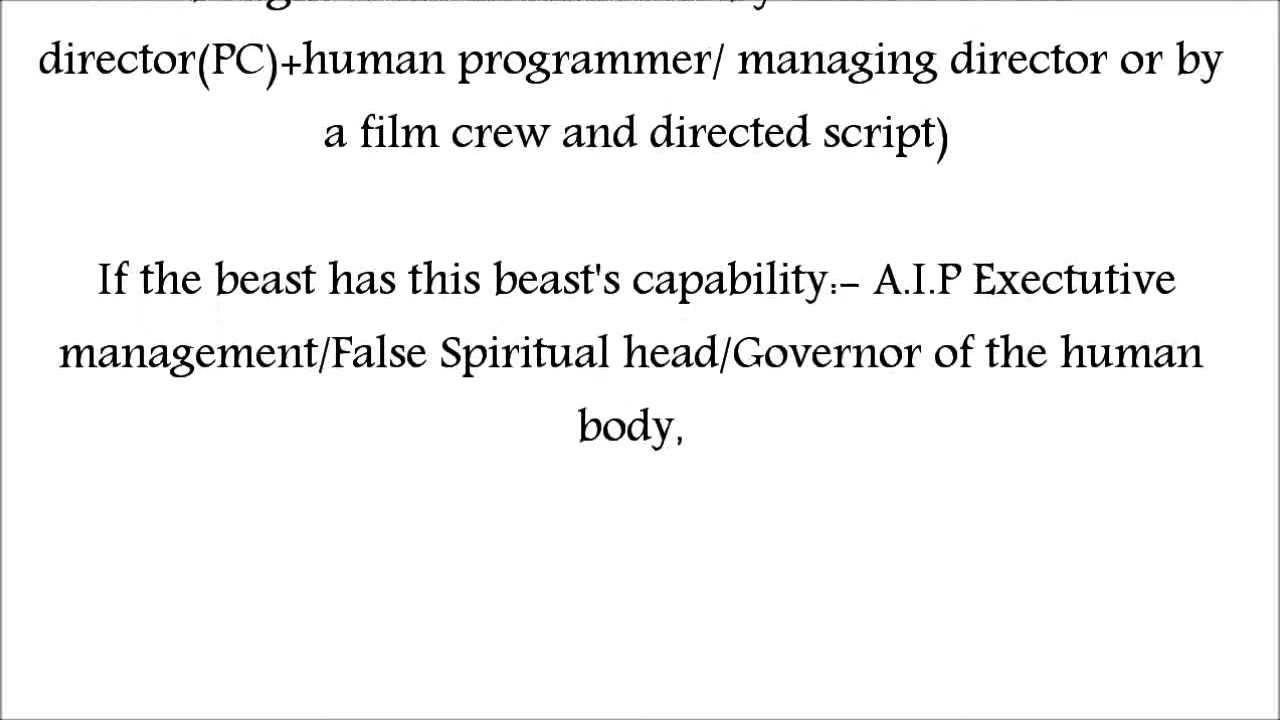 director(PC)+human programmer/ managing director or by
a film crew and directed script)
If the beast has this beast's capability:- A.I.P Exectutive
management/False Spiritual head/Governor of the human
body,